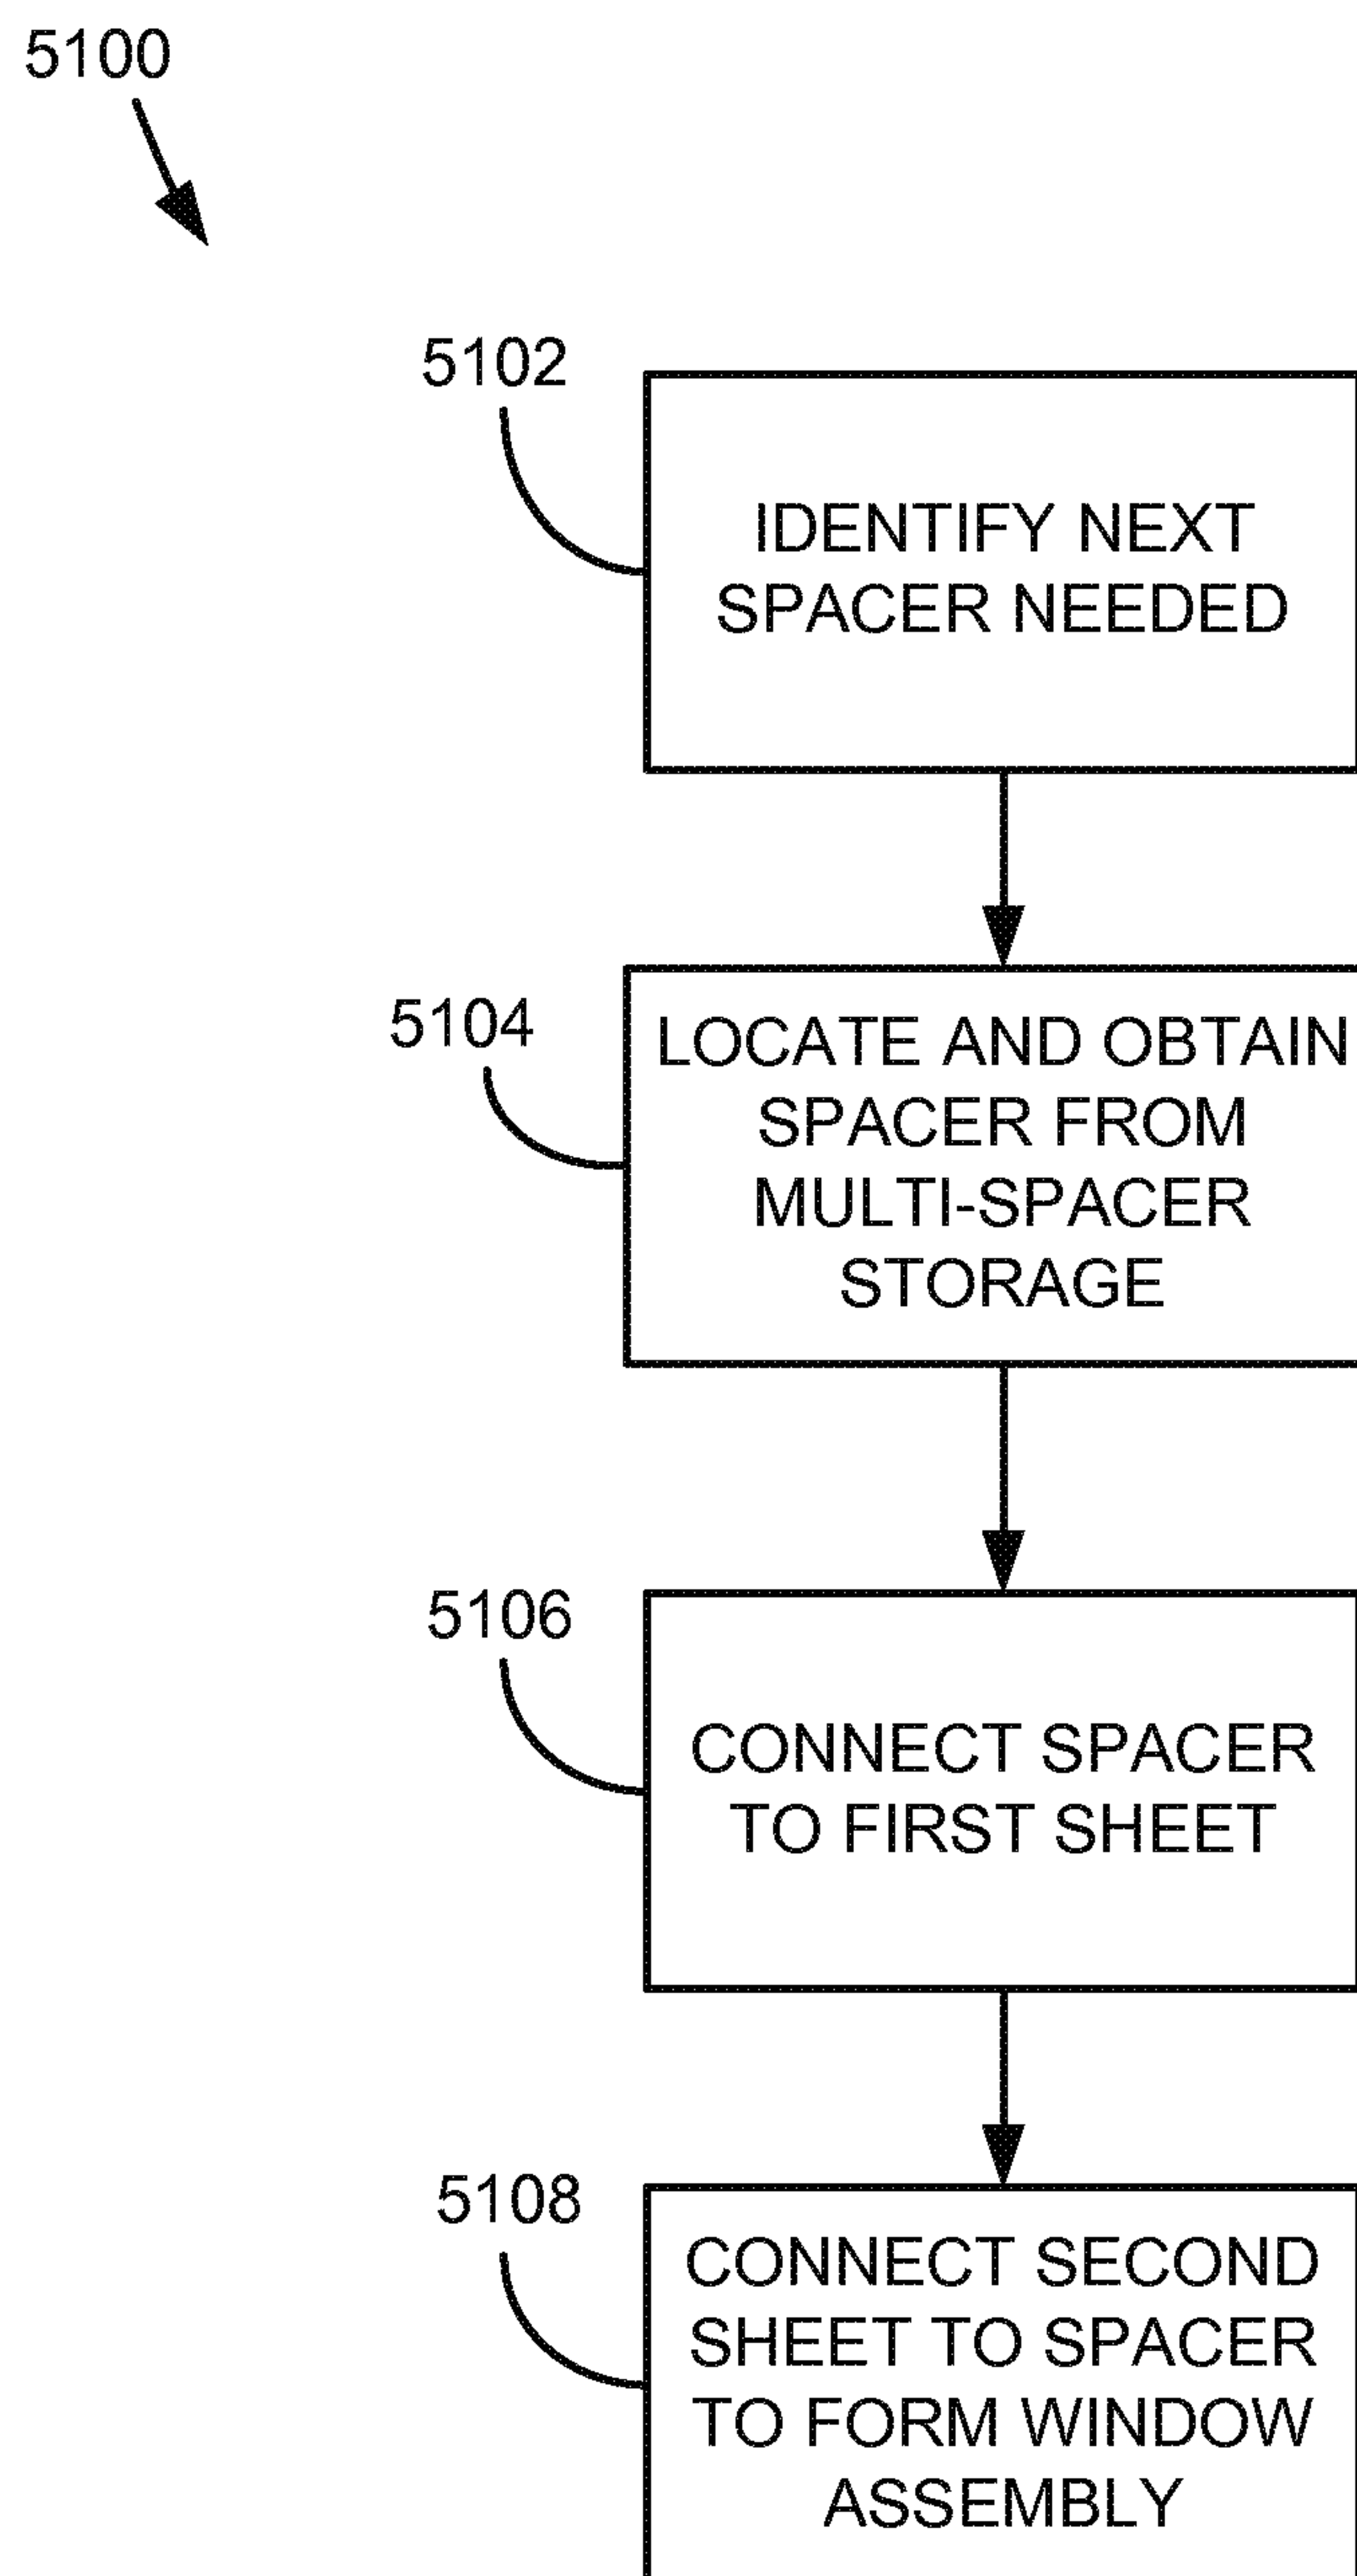 5100
5102
IDENTIFY NEXT
SPACER NEEDED
5104
LOCATE AND OBTAIN
SPACER FROM
MULTI-SPACER
STORAGE
5106
CONNECT SPACER
TO FIRST SHEET
5108
CONNECT SECOND
SHEET TO SPACER
TO FORM WINDOW
ASSEMBLY